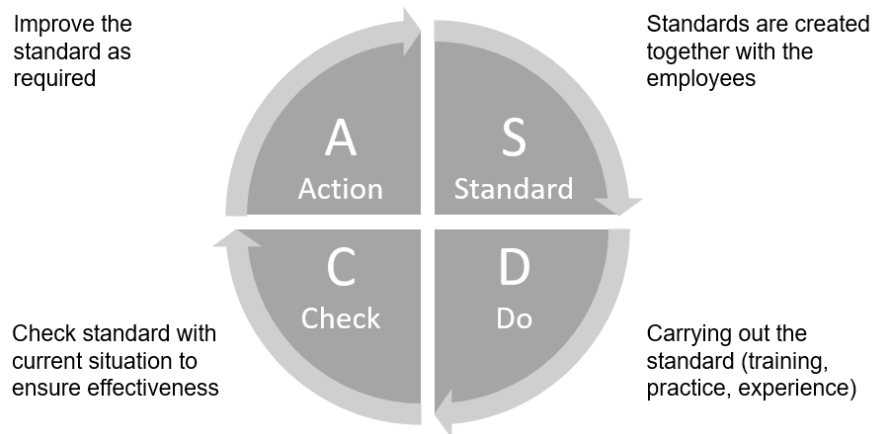 Improve the
standard as
required
Standards are created
together with the
employees
A
Action
S
Standard
C
Check
D
Do
Check standard with
current situation to
ensure effectiveness
Carrying out the
standard (training,
practice, experience)